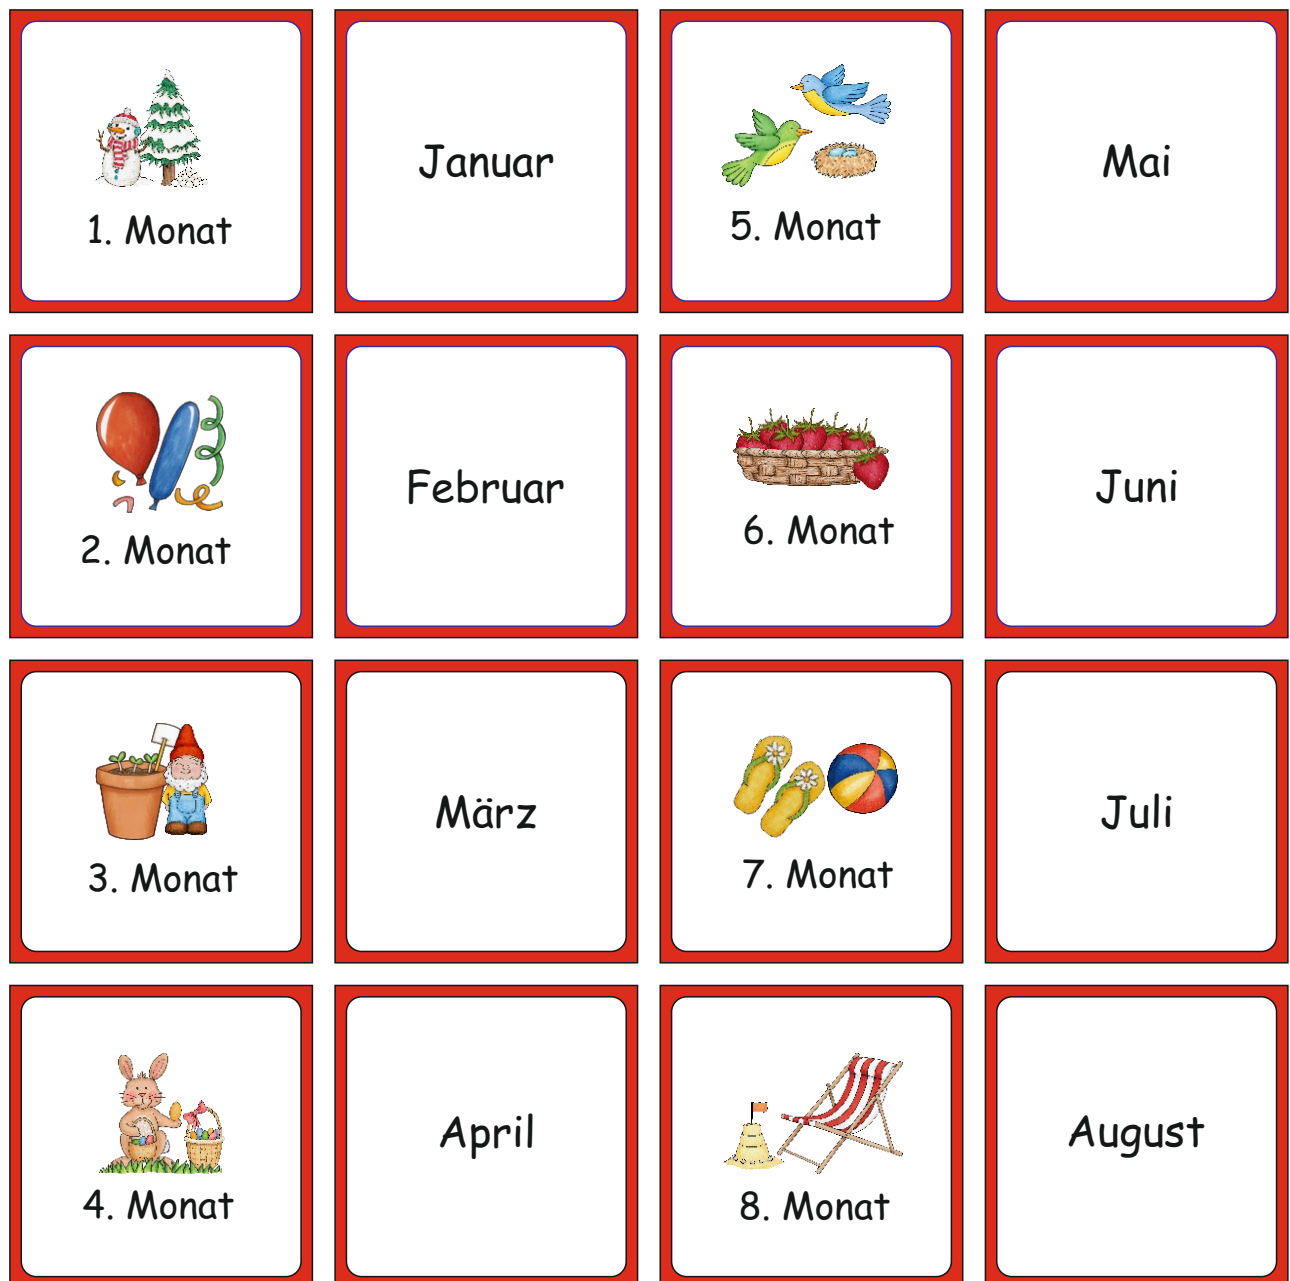 1. Monat
Januar
5. Monat
Mai
2. Monat
Februar
6. Monat
Juni
3. Monat
März
7. Monat
Juli
4. Monat
April
8. Monat
August